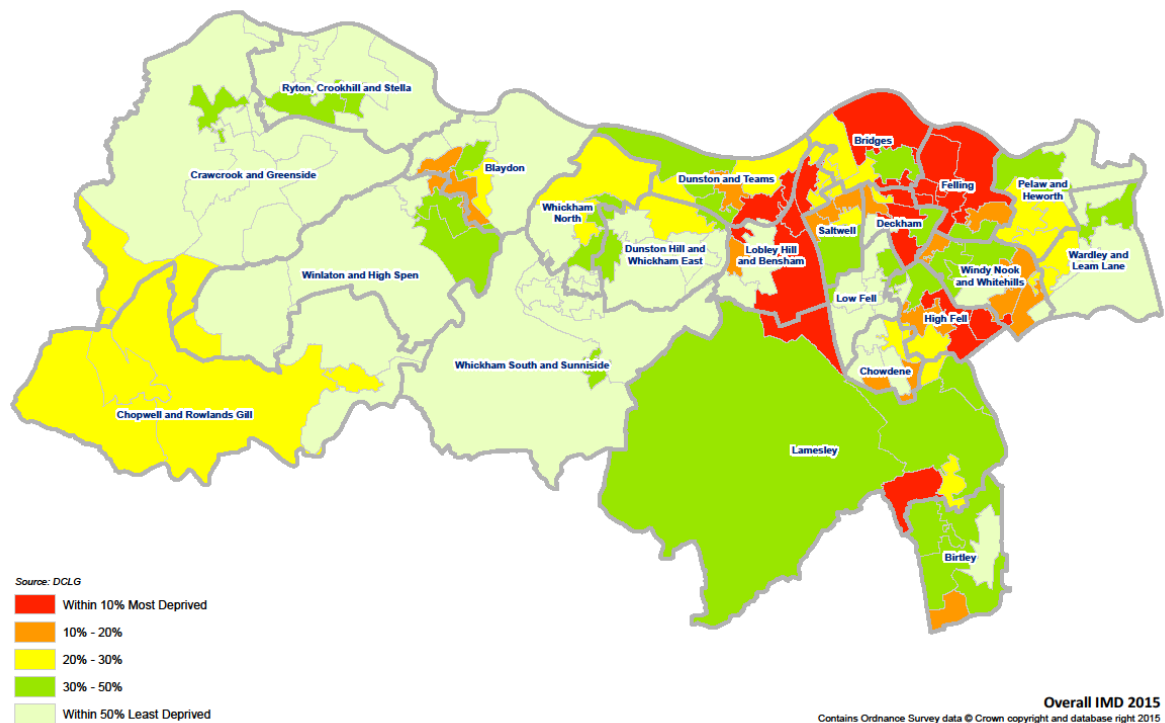 Ryton, Crookhill and Stella
Crawcrook and Greenside
Blaydon
Bridges
Dunston and Teams
Felling
Pelaw and
Heworth
Whickham
North
Saltwell
Deckham
Dunston Hill and
Whickham East
Lobley Hill
and Bensham
Wardley and
Leam Lane
Winlaton and High Spen
Windy Nook
and Whitehills
Low Fell
High Fell
Whickham South and Sunniside
Chowdene
Chopwell and Rowlands Gill
Lamesley
Birtley
Source: DCLG
Within 10% Most Deprived
10% - 20%
20% - 30%
30% - 50%
Within 50% Least Deprived
Overall IMD 2015
Contains Ordnance Survey data © Crown copyright and database right 2015